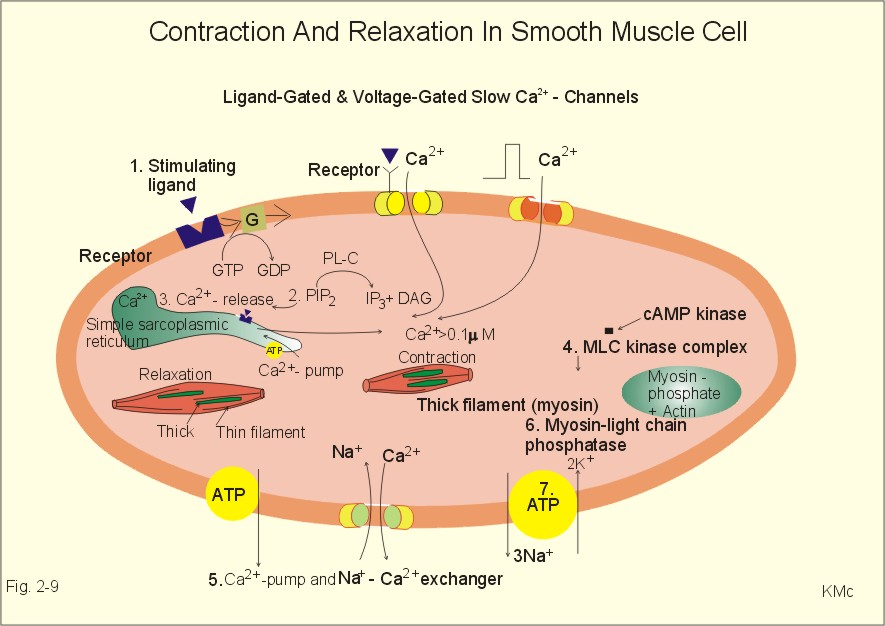 Contraction And Relaxation In Smooth Muscle Cell
Ligand-Gated & Voltage-Gated Slow Ca²⁺ - Channels
1. Stimulating
ligand
Receptor
Ca²⁺
Ca²⁺
G
Receptor
GTP
GDP
PL-C
Ca²⁺
3. Ca²⁺- release
2. PIP₂
IP₃+ DAG
Simple sarcoplasmic
reticulum
ATP
Ca²⁺- pump
Ca²⁺>0.1μ M
Contraction
cAMP kinase
4. MLC kinase complex
Myosin -
phosphate
+ Actin
Relaxation
Thick
Thin filament
Thick filament (myosin)
6. Myosin-light chain
phosphatase
Na⁺
Ca²⁺
2K⁺
ATP
7.
ATP
3Na⁺
5.Ca²⁺-pump and Na⁺ - Ca²⁺exchanger
Fig. 2-9
KMc